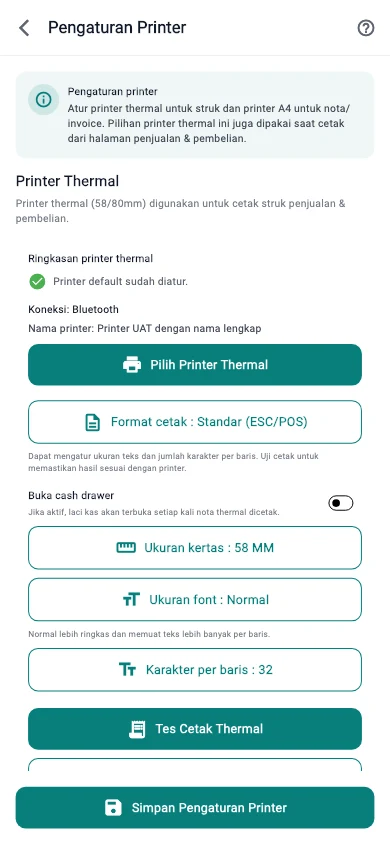 Pengaturan Printer
Pengaturan printer
Atur printer thermal untuk struk dan printer A4 untuk nota/
invoice. Pilihan printer thermal ini juga dipakai saat cetak
dari halaman penjualan & pembelian.
Printer Thermal
Printer thermal (58/80mm) digunakan untuk cetak struk penjualan &
pembelian.
Ringkasan printer thermal
Printer default sudah diatur.
Koneksi: Bluetooth
Nama printer: Printer UAT dengan nama lengkap
Pilih Printer Thermal
Format cetak : Standar (ESC/POS)
Dapat mengatur ukuran teks dan jumlah karakter per baris. Uji cetak untuk
memastikan hasil sesuai dengan printer.
Buka cash drawer
Jika aktif, laci kas akan terbuka setiap kali nota thermal dicetak.
Ukuran kertas : 58 MM
Ukuran font : Normal
Normal lebih ringkas dan memuat teks lebih banyak per baris.
Karakter per baris : 32
Tes Cetak Thermal
Simpan Pengaturan Printer